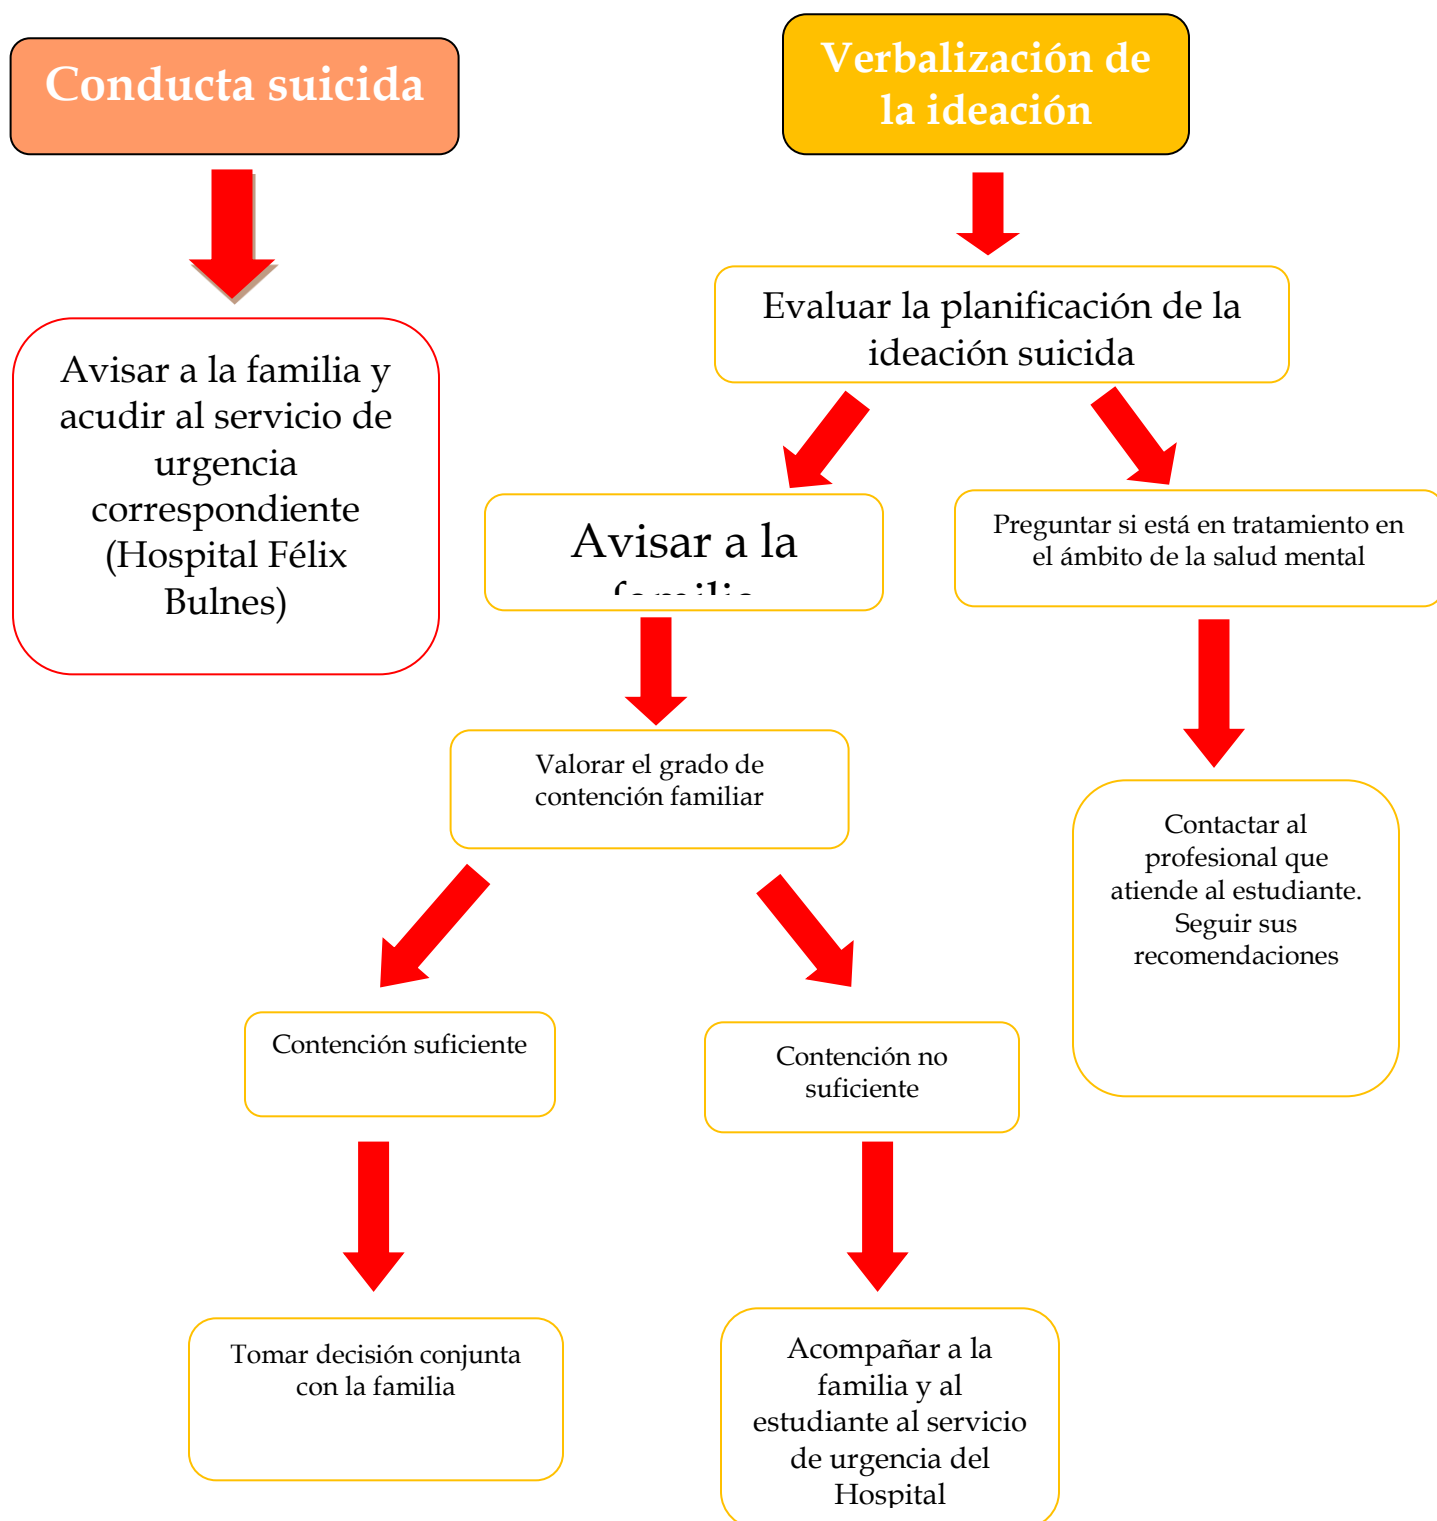 Conducta suicida
Verbalización de
la ideación
Avisar a la familia y
acudir al servicio de
urgencia
correspondiente
(Hospital Félix
Bulnes)
Evaluar la planificación de la
ideación suicida
Avisar a la
familia
Preguntar si está en tratamiento en
el ámbito de la salud mental
Valorar el grado de
contención familiar
Contactar al
profesional que
atiende al estudiante.
Seguir sus
recomendaciones
Contención suficiente
Contención no
suficiente
Tomar decisión conjunta
con la familia
Acompañar a la
familia y al
estudiante al servicio
de urgencia del
Hospital